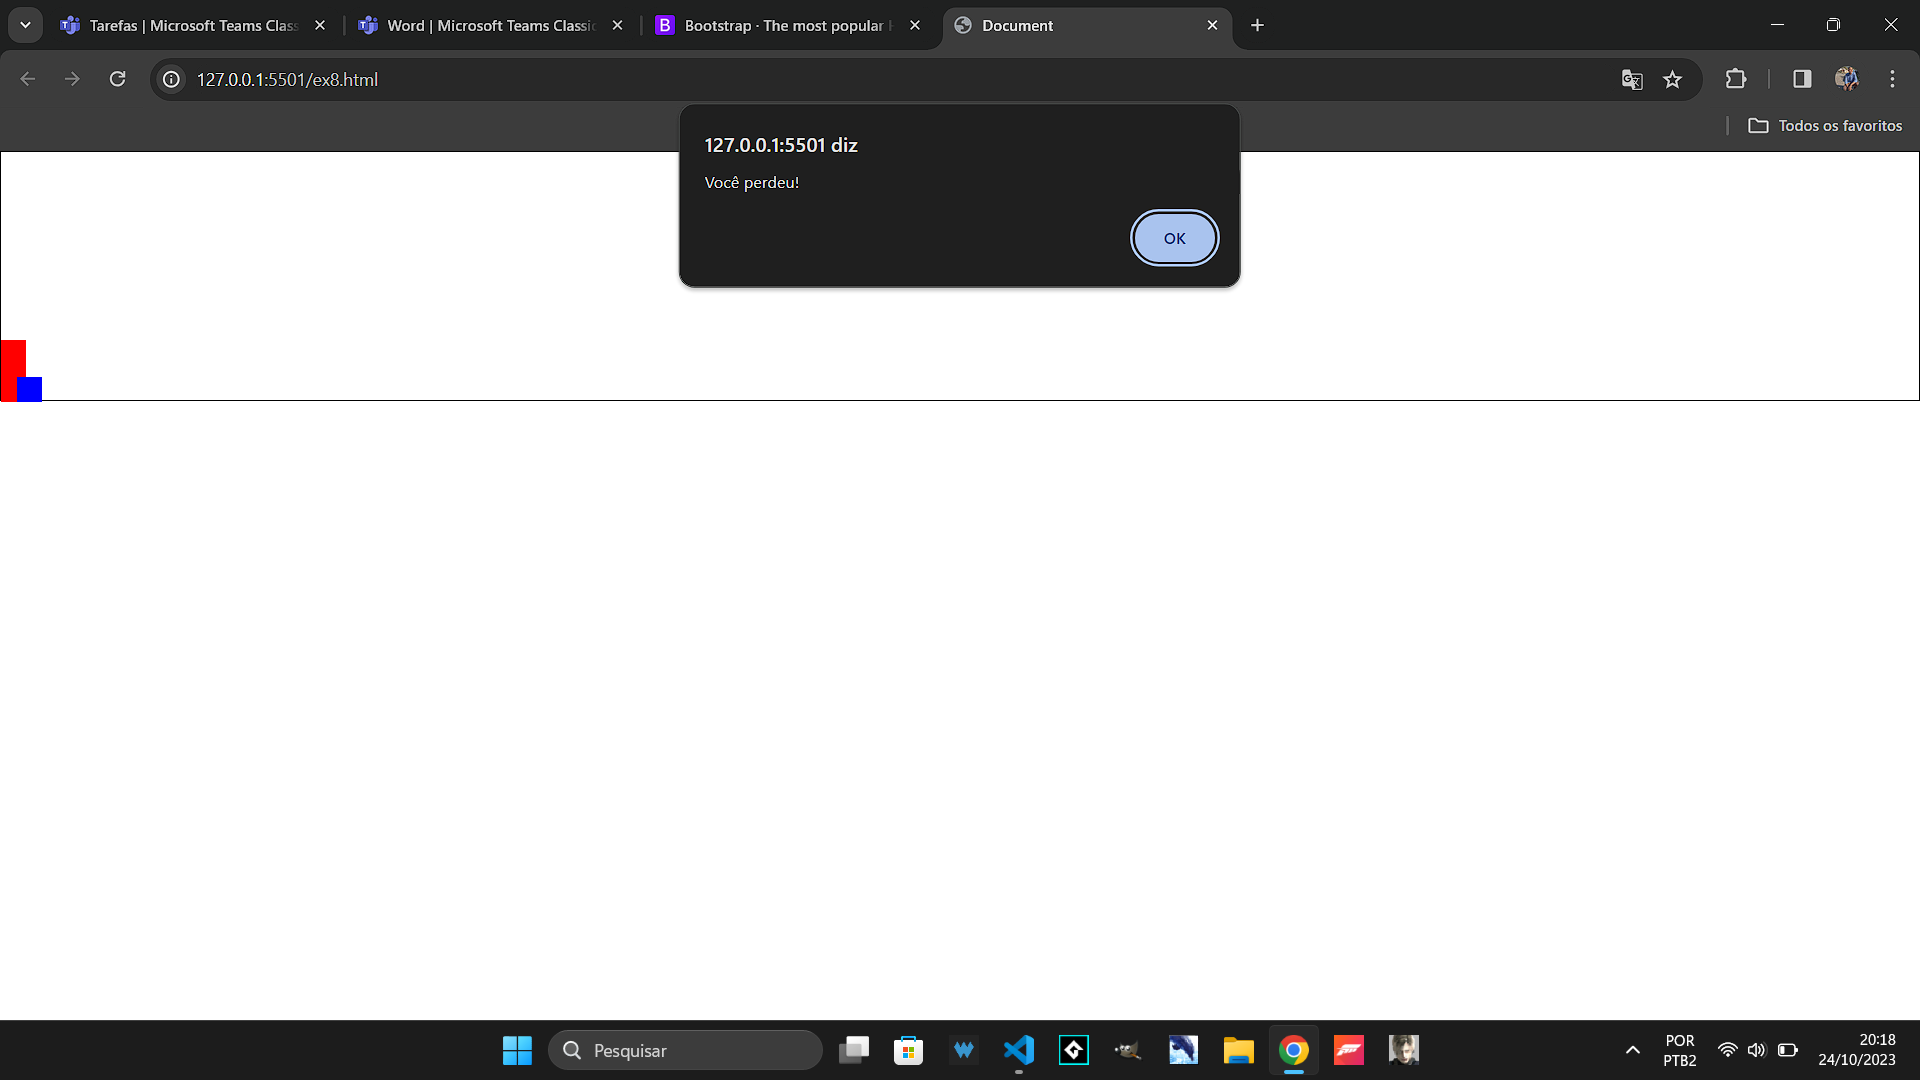 Tarefas | Microsoft Teams Class
Word | Microsoft Teams Classic
Bootstrap · The most popular
Document
127.0.0.1:5501/ex8.html
Todos os favoritos
127.0.0.1:5501 diz
Você perdeu!
OK
Pesquisar
POR
PTB2
20:18
24/10/2023